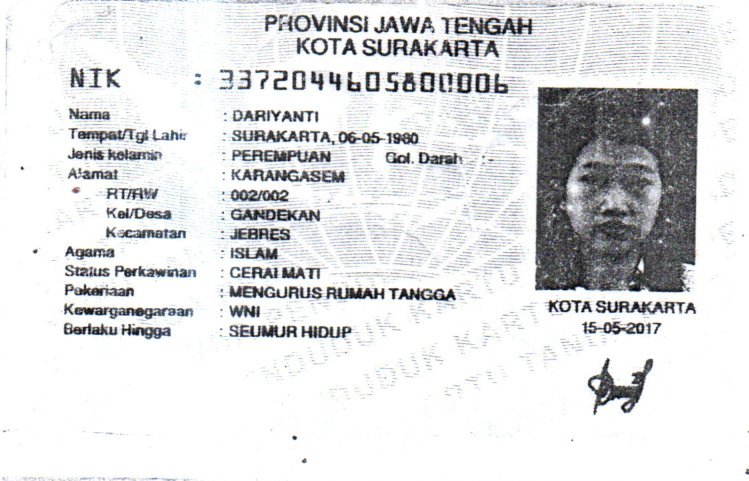 PROVINSI JAWA TENGAH
KOTA SURAKARTA
NIK : 3372044605800006
Nama : DARIYANTI
Tempat/Tgl Lahir : SURAKARTA, 06-05-1980
Jenis kelamin : PEREMPUAN Gol. Darah : -
Alamat : KARANGASEM
RT/RW : 002/002
Kel/Desa : GANDEKAN
Kecamatan : JEBRES
Agama : ISLAM
Status Perkawinan : CERAI MATI
Pekerjaan : MENGURUS RUMAH TANGGA
Kewarganegaraan : WNI
Berlaku Hingga : SEUMUR HIDUP
KOTA SURAKARTA
15-05-2017